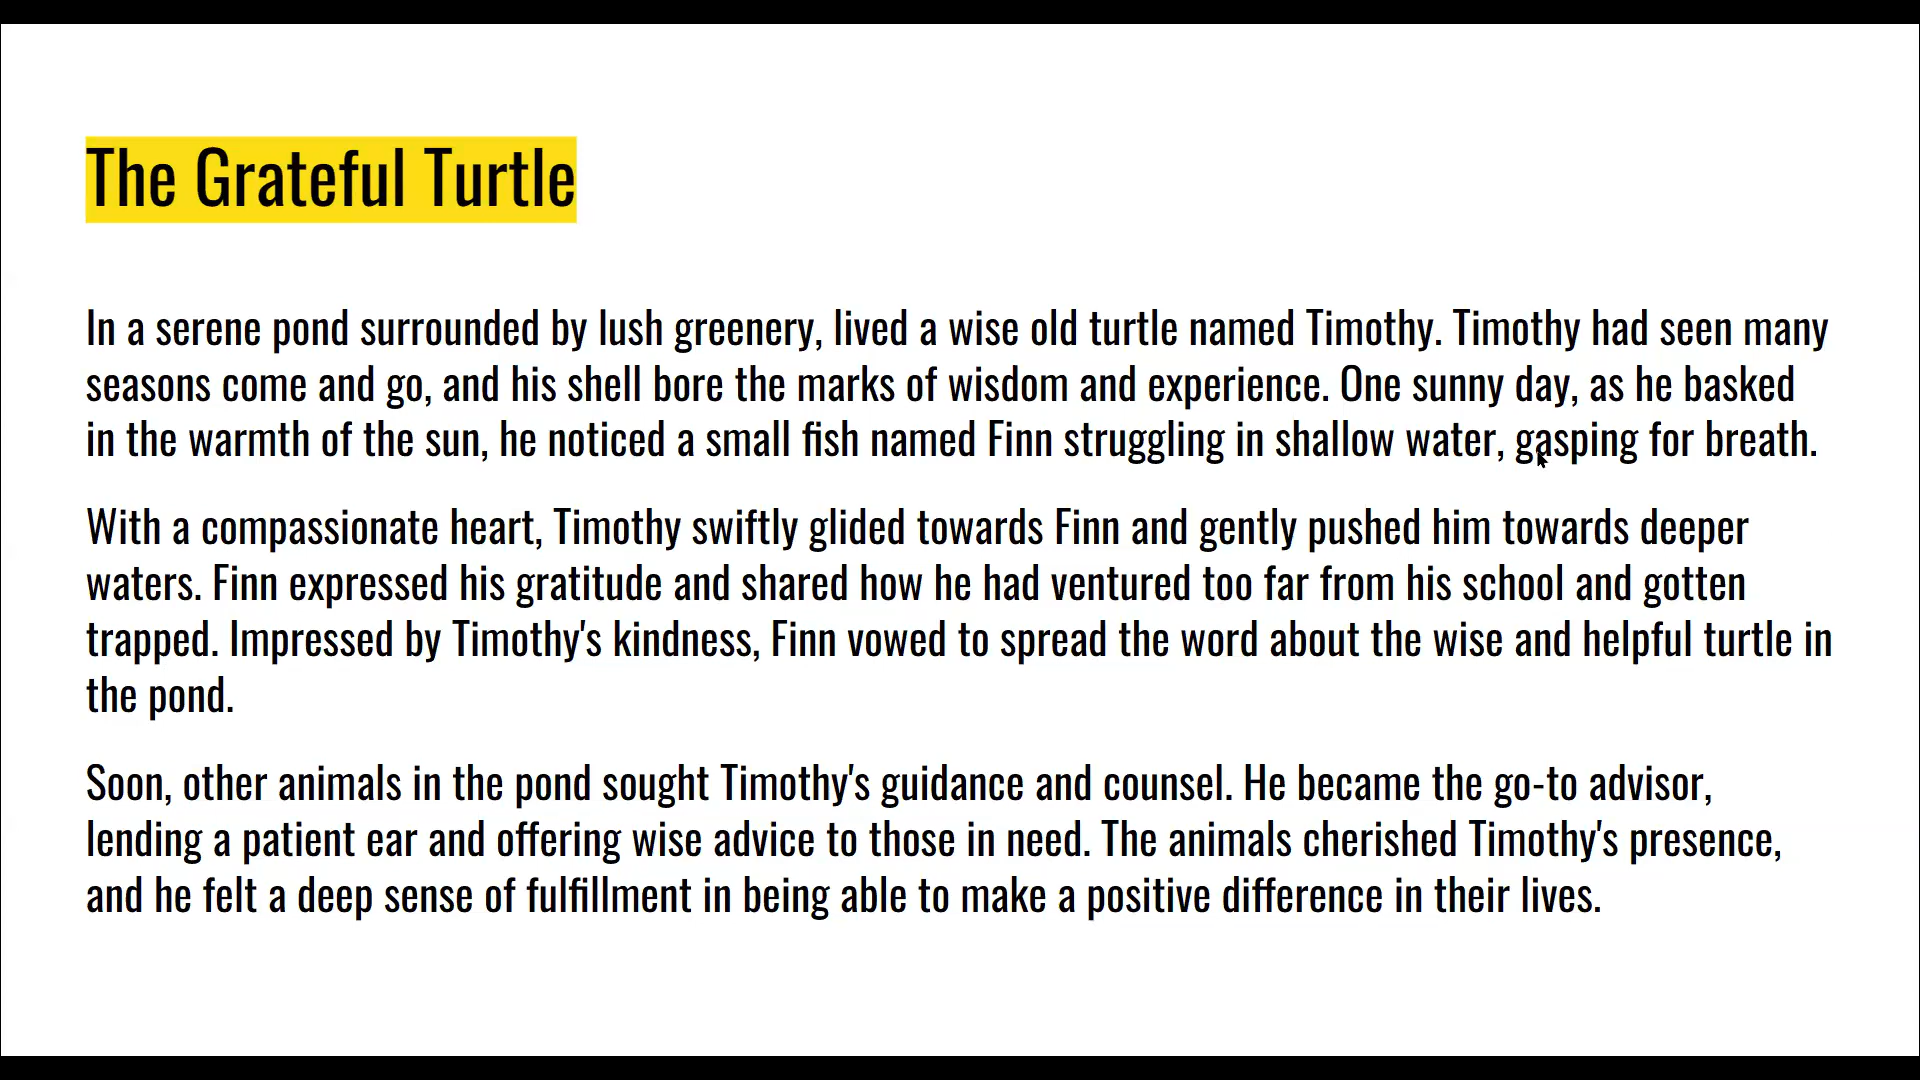 The Grateful Turtle
In a serene pond surrounded by lush greenery, lived a wise old turtle named Timothy. Timothy had seen many
seasons come and go, and his shell bore the marks of wisdom and experience. One sunny day, as he basked
in the warmth of the sun, he noticed a small fish named Finn struggling in shallow water, gasping for breath.
With a compassionate heart, Timothy swiftly glided towards Finn and gently pushed him towards deeper
waters. Finn expressed his gratitude and shared how he had ventured too far from his school and gotten
trapped. Impressed by Timothy's kindness, Finn vowed to spread the word about the wise and helpful turtle in
the pond.
Soon, other animals in the pond sought Timothy's guidance and counsel. He became the go-to advisor,
lending a patient ear and offering wise advice to those in need. The animals cherished Timothy's presence,
and he felt a deep sense of fulfillment in being able to make a positive difference in their lives.